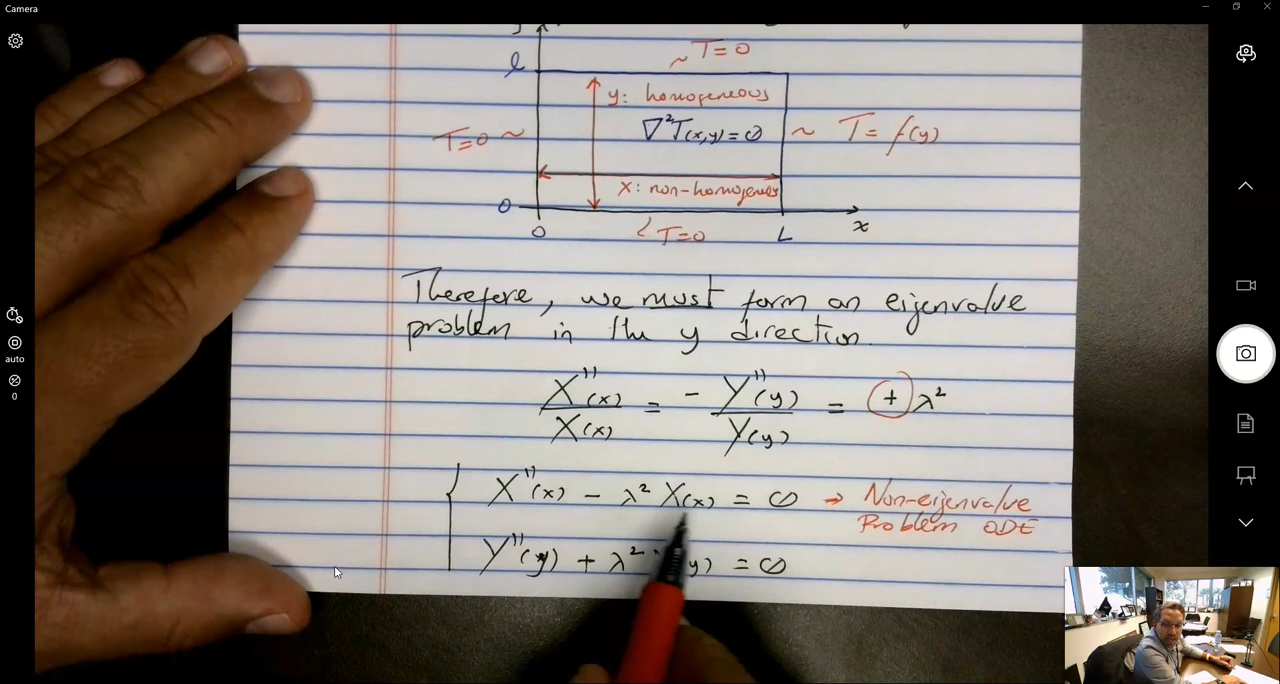 Camera
l
~ T=0
y: homogeneous
∇²T(x,y)=0
T=0 ~
~ T= f(y)
x: non-homogeneous
0
0
T=0
L
x
Therefore, we must form an eigenvalue
problem in the y direction.
X''(x)/X(x) = - Y''(y)/Y(y) = + λ²
X''(x) - λ² X(x) = 0 → Non-eigenvalue
Problem ODE
Y''(y) + λ² y) = 0
auto
0